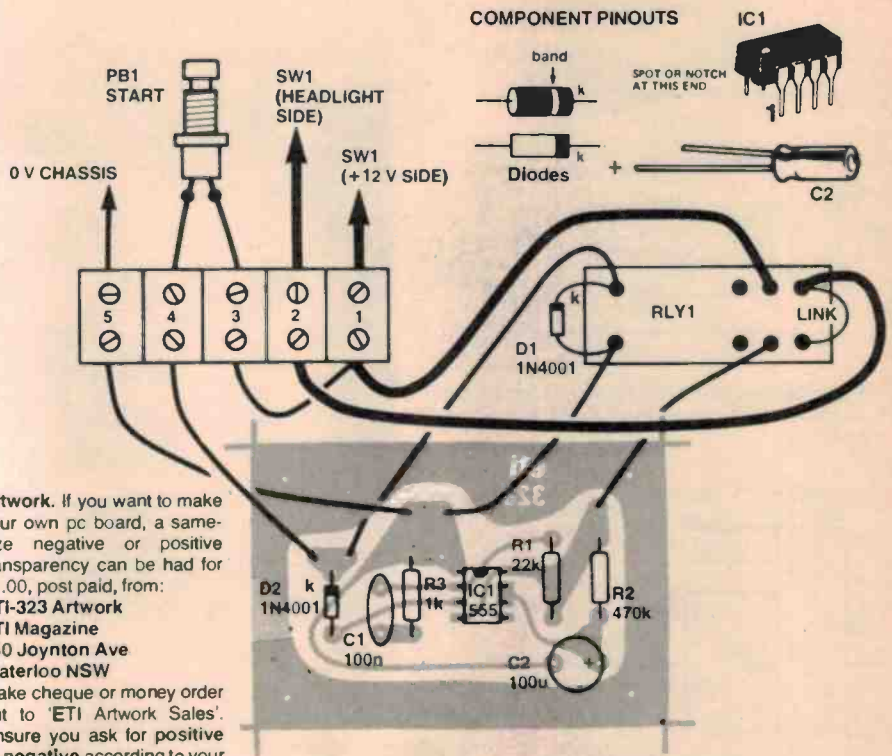 COMPONENT PINOUTS
IC1
band
k
SPOT OR NOTCH
AT THIS END
1
k
Diodes
+
C2
PB1
START
SW1
(HEADLIGHT
SIDE)
SW1
(+12 V SIDE)
0 V CHASSIS
5
4
3
2
1
k
D1
1N4001
RLY1
LINK
eti
323
D2
1N4001
k
C1
100n
R3
1k
IC1
555
R1
22k
R2
470k
C2
100u
+
twork. If you want to make
ur own pc board, a same-
ze negative or positive
ansparency can be had for
.00, post paid, from:
TI-323 Artwork
TI Magazine
0 Joynton Ave
aterloo NSW
ake cheque or money order
t to 'ETI Artwork Sales'.
nsure you ask for positive
negative according to your